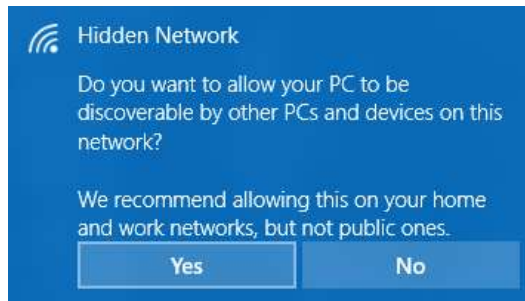 Hidden Network
Do you want to allow your PC to be
discoverable by other PCs and devices on this
network?
We recommend allowing this on your home
and work networks, but not public ones.
Yes
No